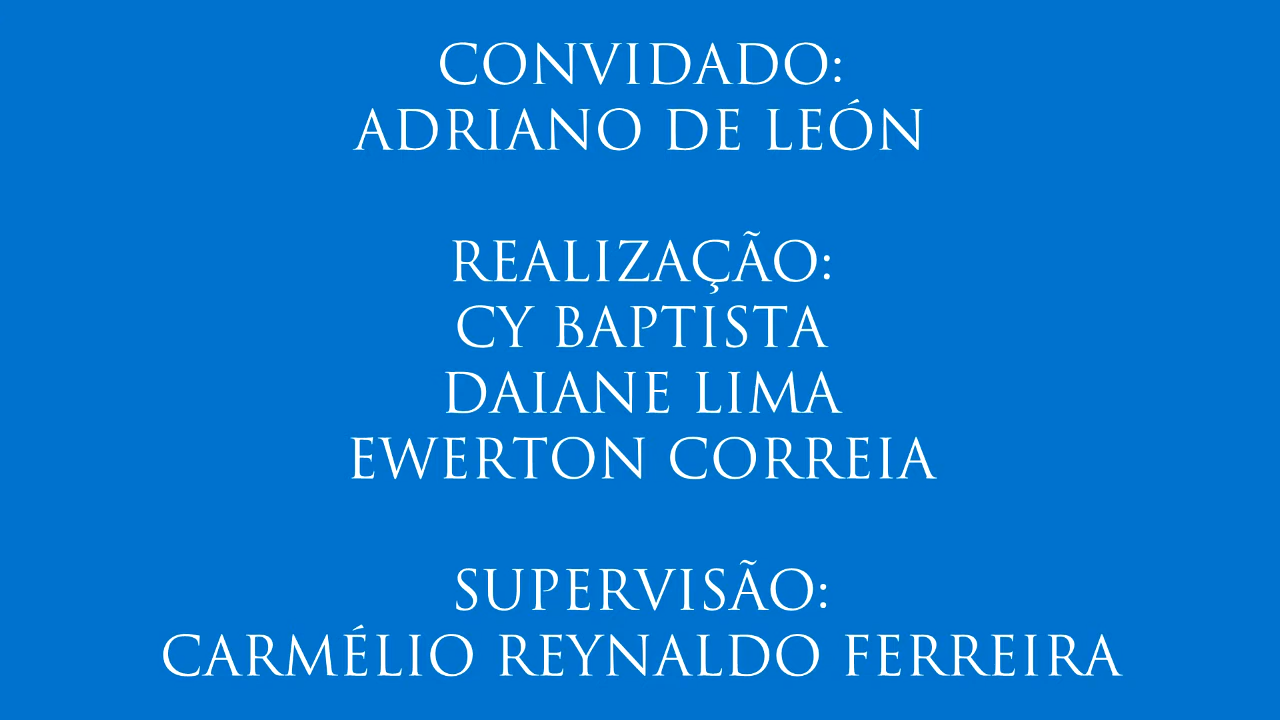 CONVIDADO:
ADRIANO DE LEÓN
REALIZAÇÃO:
CY BAPTISTA
DAIANE LIMA
EWERTON CORREIA
SUPERVISÃO:
CARMÉLIO REYNALDO FERREIRA